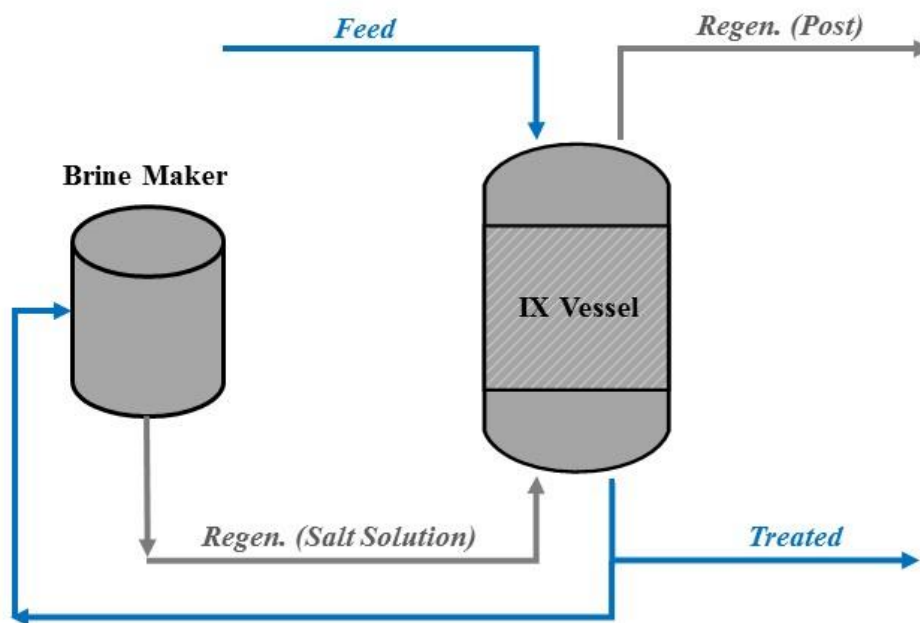 Feed
Regen. (Post)
Brine Maker
IX Vessel
Regen. (Salt Solution)
Treated